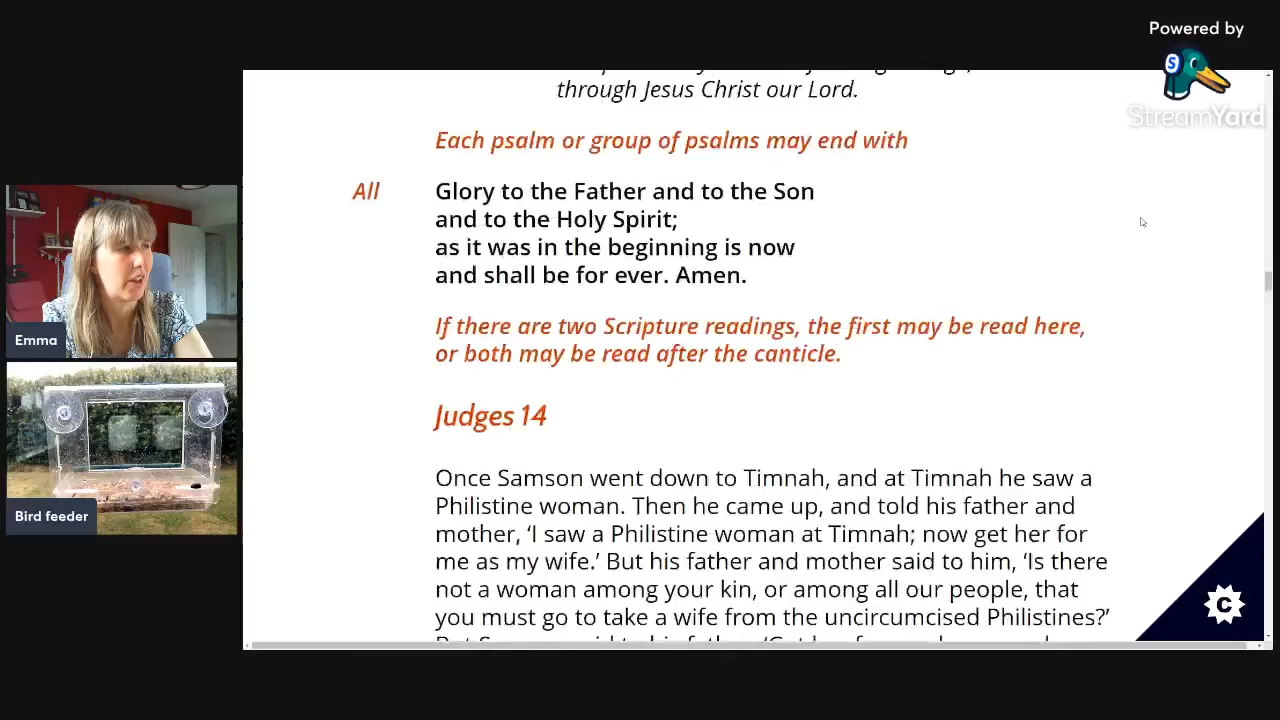 Powered by
StreamYard
through Jesus Christ our Lord.
Each psalm or group of psalms may end with
All
Glory to the Father and to the Son
and to the Holy Spirit;
as it was in the beginning is now
and shall be for ever. Amen.
If there are two Scripture readings, the first may be read here,
or both may be read after the canticle.
Judges 14
Once Samson went down to Timnah, and at Timnah he saw a
Philistine woman. Then he came up, and told his father and
mother, ‘I saw a Philistine woman at Timnah; now get her for
me as my wife.’ But his father and mother said to him, ‘Is there
not a woman among your kin, or among all our people, that
you must go to take a wife from the uncircumcised Philistines?’
Emma
Bird feeder
S
C